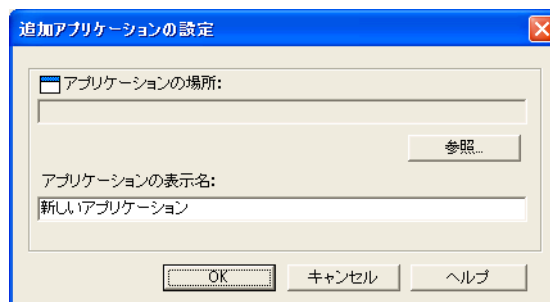 追加アプリケーションの設定
アプリケーションの場所:
参照...
アプリケーションの表示名:
新しいアプリケーション
OK
キャンセル
ヘルプ